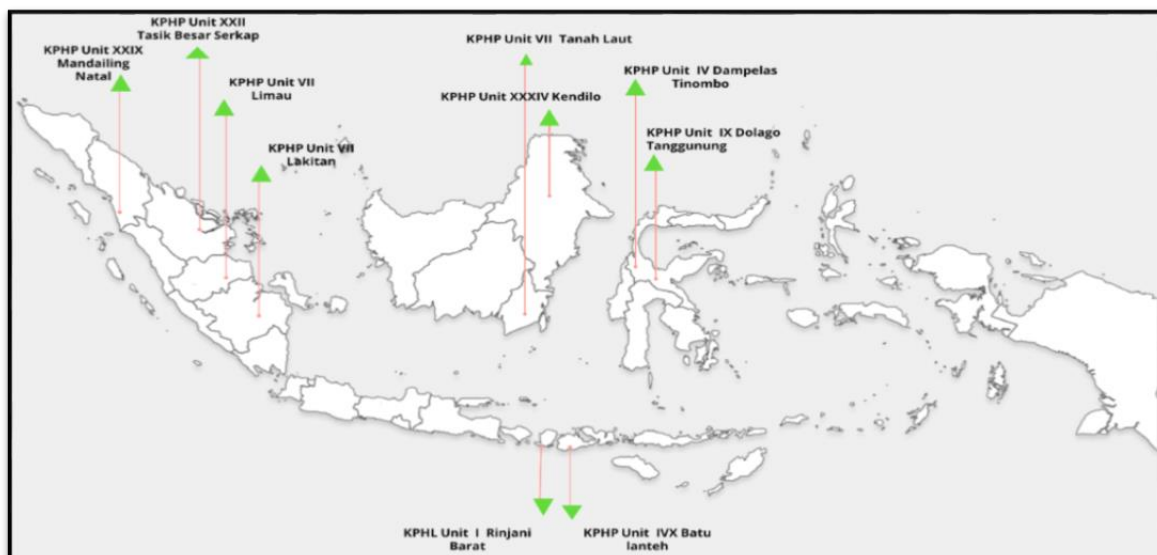 KPHP Unit XXII
Tasik Besar Serkap
KPHP Unit XXIX
Mandailing
Natal
KPHP Unit VII
Limau
KPHP Unit VII
Lakitan
KPHP Unit VII Tanah Laut
KPHP Unit XXXIV Kendilo
KPHP Unit IV Dampelas
Tinombo
KPHP Unit IX Dolago
Tanggunung
KPHL Unit I Rinjani
Barat
KPHP Unit IVX Batu
lanteh